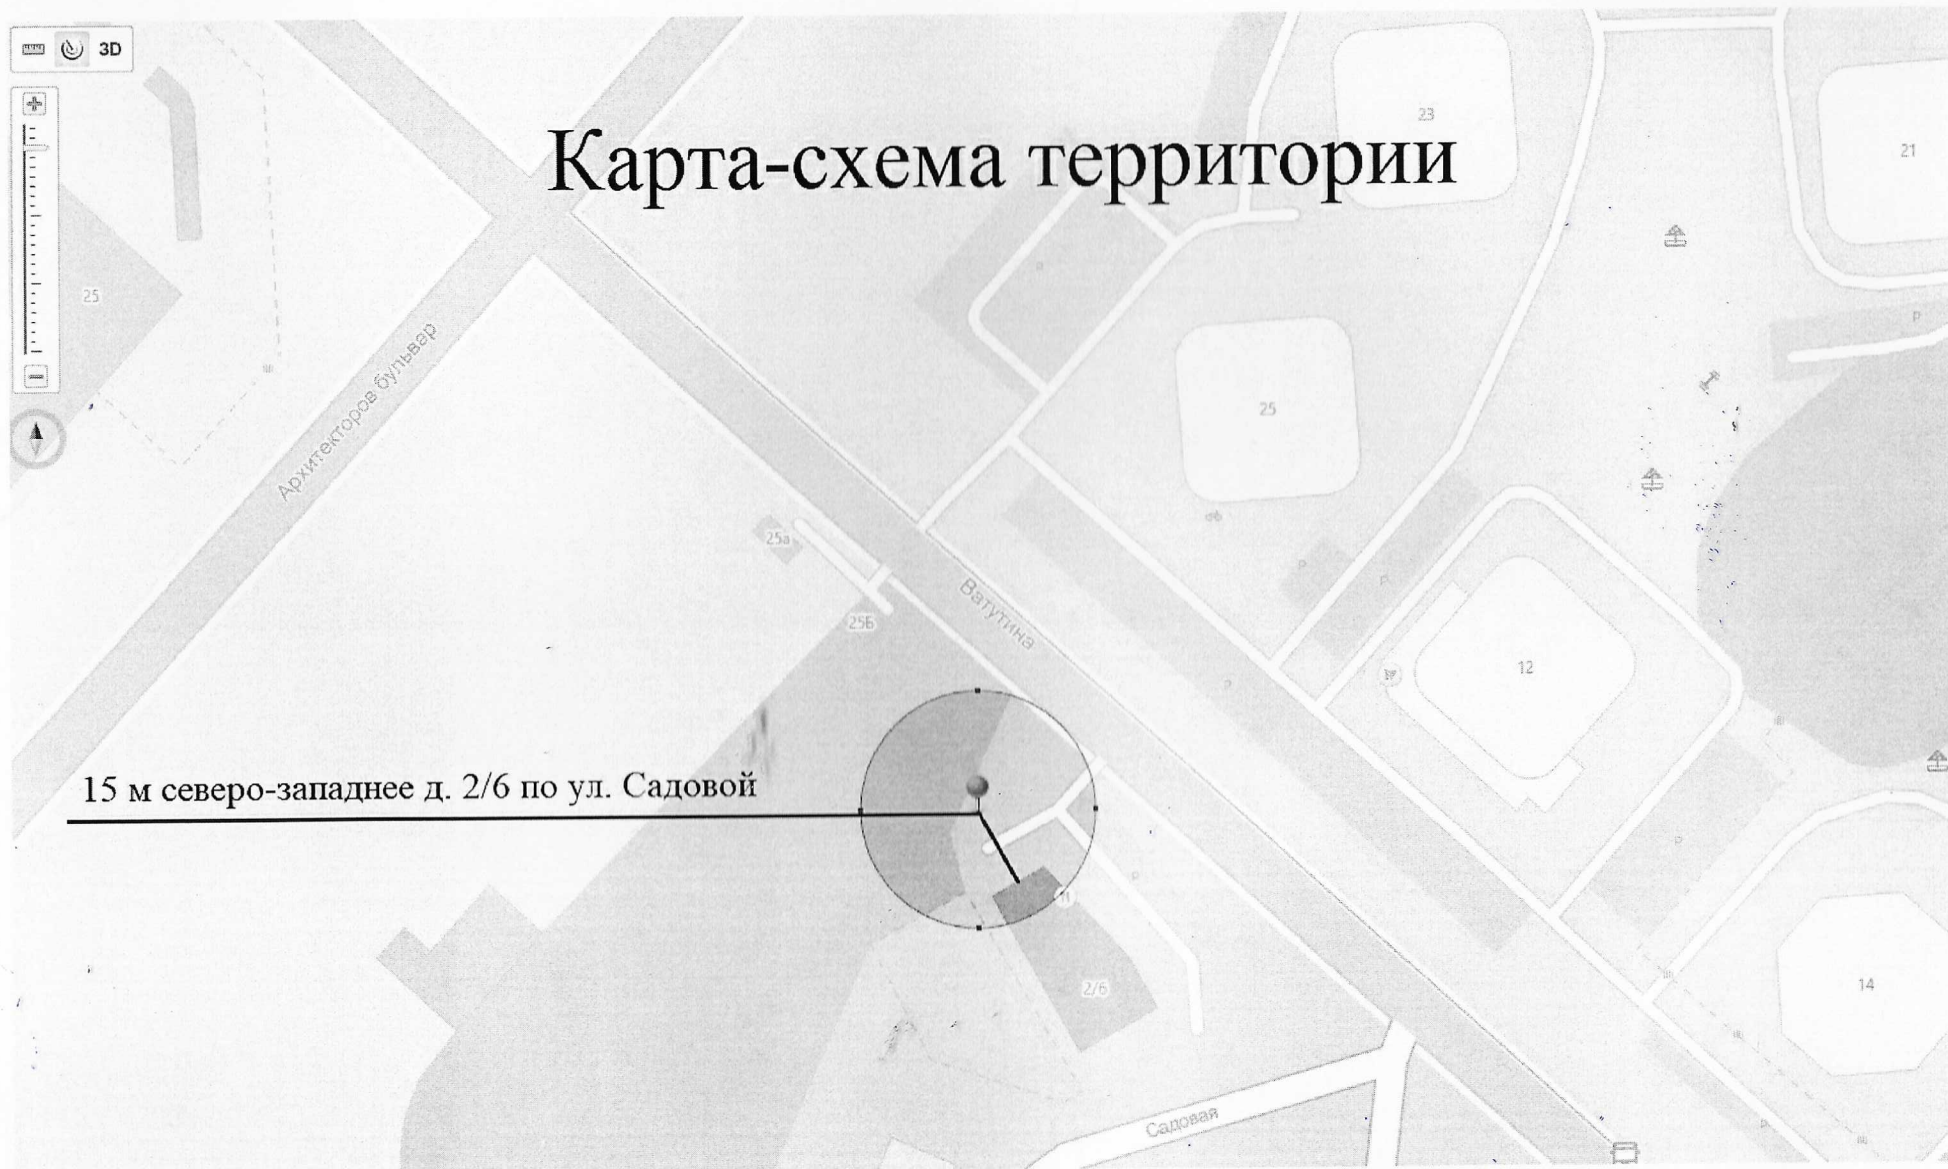 3D
Карта-схема территории
23
21
25
Р
Р
Архитекторов бульвар
25
25а
Р
Р
Ватутина
25Б
12
Р
15 м северо-западнее д. 2/6 по ул. Садовой
Р
Р
2/6
14
Садовая
Р